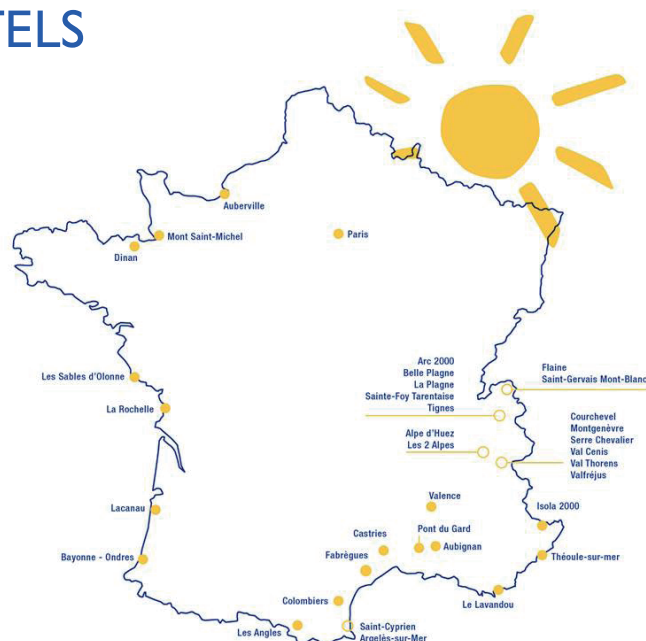 TELS
Auberville
Mont Saint-Michel
Paris
Dinan
Arc 2000
Belle Plagne
La Plagne
Sainte-Foy Tarentaise
Tignes
Flaine
Saint-Gervais Mont-Blanc
Les Sables d'Olonne
La Rochelle
Alpe d'Huez
Les 2 Alpes
Courchevel
Montgenèvre
Serre Chevalier
Val Cenis
Val Thorens
Valfréjus
Valence
Lacanau
Isola 2000
Castries
Pont du Gard
Aubignan
Fabrègues
Bayonne - Ondres
Théoule-sur-mer
Colombiers
Le Lavandou
Les Angles
Saint-Cyprien
Argelès-sur-Mer